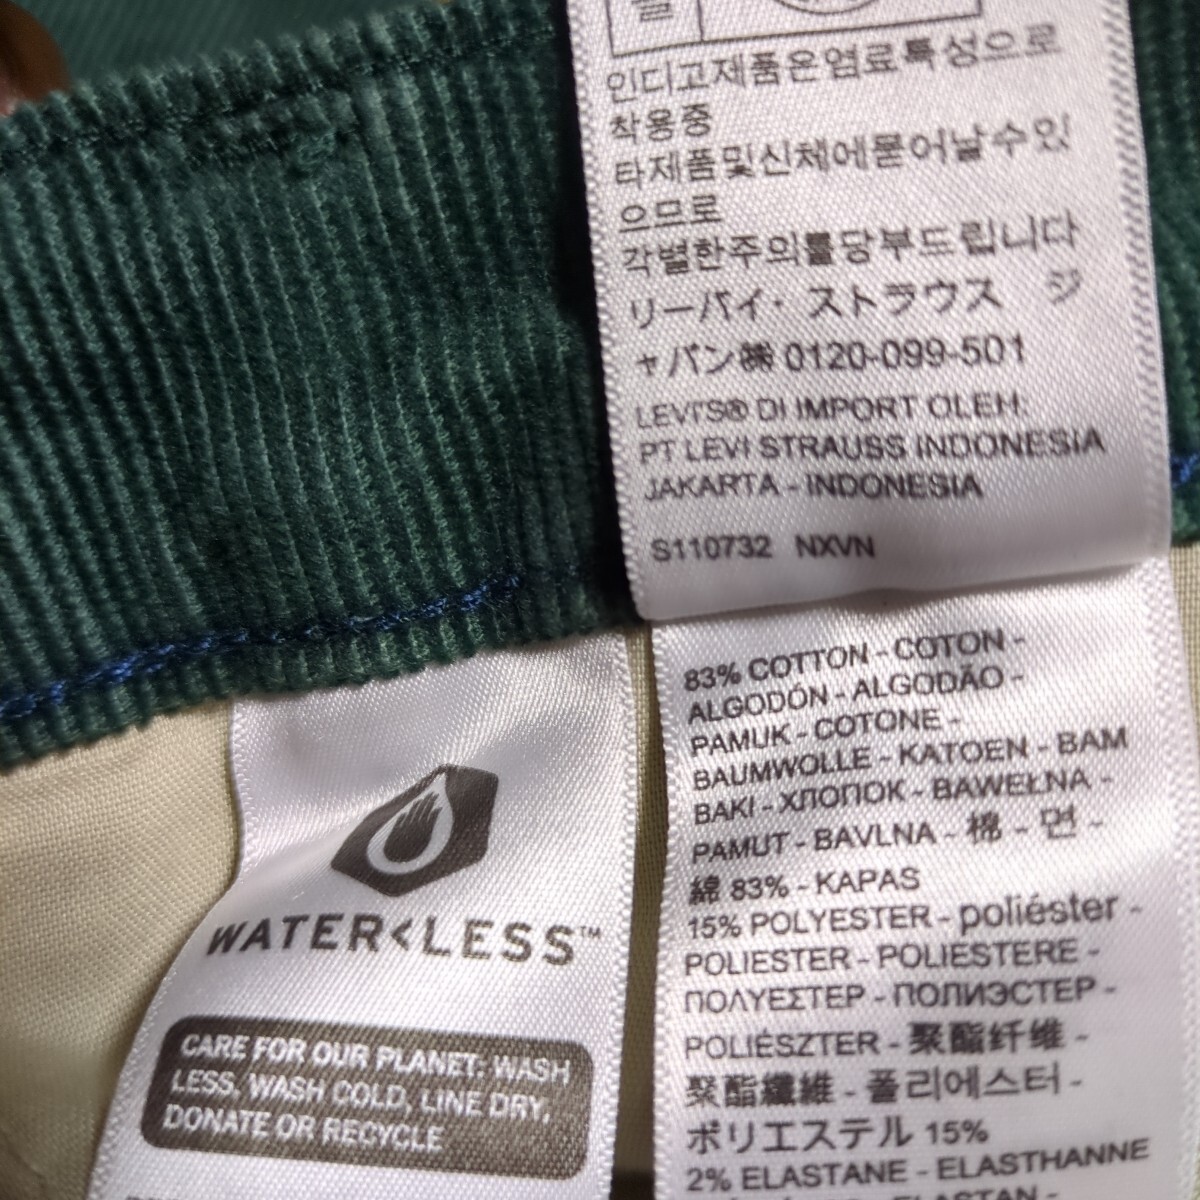 인디고제품은염료특성으로
착용중
타제품및신체에묻어날수있
으므로
각별한주의를당부드립니다
リーバイ・ストラウス ジ
ャパン㈱ 0120-099-501
LEVI'S® DI IMPORT OLEH:
PT LEVI STRAUSS INDONESIA
JAKARTA - INDONESIA
S110732 NXVN
WATER<LESS™
CARE FOR OUR PLANET: WASH
LESS, WASH COLD, LINE DRY,
DONATE OR RECYCLE
83% COTTON - COTON -
ALGODÓN - ALGODÃO -
PAMUK - COTONE -
BAUMWOLLE - KATOEN - BAM
BAKI - ХЛОПОК - BAWEŁNA -
PAMUT - BAVLNA - 棉 - 면 -
綿 83% - KAPAS
15% POLYESTER - poliéster -
POLIESTER - POLIESTERE -
ΠΟΛΥΕΣΤΕΡ - ПОЛИЭСТЕР -
POLIÉSZTER - 聚酯纤维 -
聚酯纖維 - 폴리에스터 -
ポリエステル 15%
2% ELASTANE - ELASTHANNE